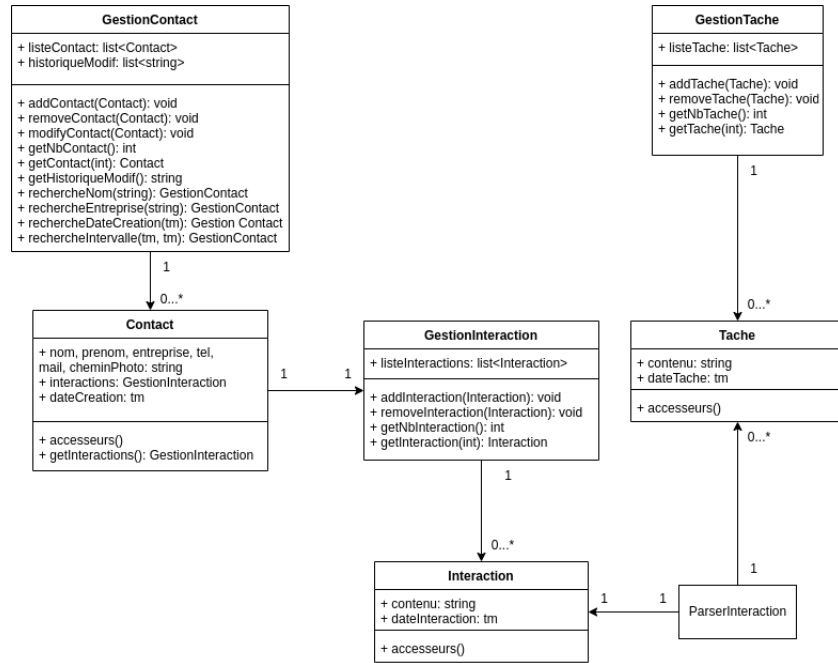 GestionContact
+ listeContact: list<Contact>
+ historiqueModif: list<string>
+ addContact(Contact): void
+ removeContact(Contact): void
+ modifyContact(Contact): void
+ getNbContact(): int
+ getContact(int): Contact
+ getHistoriqueModif(): string
+ rechercheNom(string): GestionContact
+ rechercheEntreprise(string): GestionContact
+ rechercheDateCreation(tm): Gestion Contact
+ rechercheIntervalle(tm, tm): GestionContact
1
0...*
GestionTache
+ listeTache: list<Tache>
+ addTache(Tache): void
+ removeTache(Tache): void
+ getNbTache(): int
+ getTache(int): Tache
1
0...*
Contact
+ nom, prenom, entreprise, tel,
mail, cheminPhoto: string
+ interactions: GestionInteraction
+ dateCreation: tm
+ accesseurs()
+ getInteractions(): GestionInteraction
1
1
GestionInteraction
+ listeInteractions: list<Interaction>
+ addInteraction(Interaction): void
+ removeInteraction(Interaction): void
+ getNbInteraction(): int
+ getInteraction(int): Interaction
1
0...*
Tache
+ contenu: string
+ dateTache: tm
+ accesseurs()
0...*
1
Interaction
+ contenu: string
+ dateInteraction: tm
+ accesseurs()
1
1
ParserInteraction